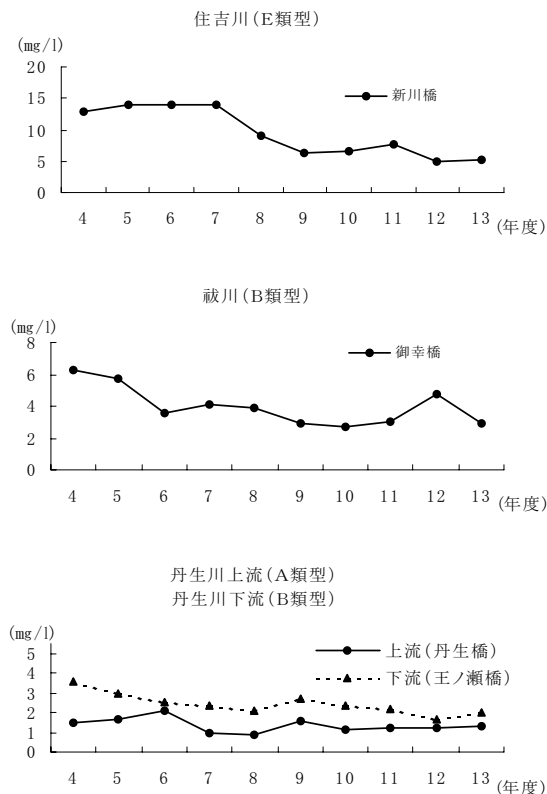 住吉川(E類型)
(mg/l)
新川橋
20
15
10
5
0
4 5 6 7 8 9 10 11 12 13 (年度)
祓川(B類型)
(mg/l)
御幸橋
8
6
4
2
0
4 5 6 7 8 9 10 11 12 13 (年度)
丹生川上流(A類型)
丹生川下流(B類型)
(mg/l)
上流(丹生橋)
下流(王ノ瀬橋)
5
4
3
2
1
0
4 5 6 7 8 9 10 11 12 13 (年度)